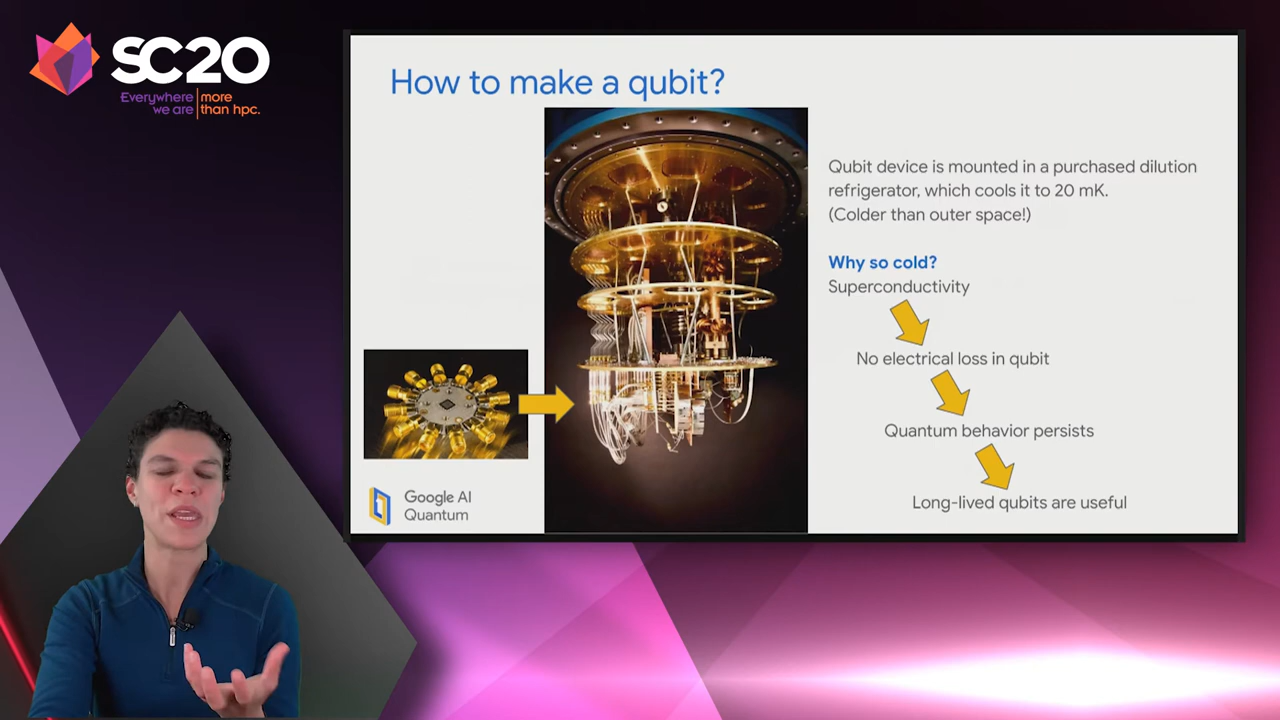 SC20
Everywhere we are | more than hpc.
How to make a qubit?
Qubit device is mounted in a purchased dilution
refrigerator, which cools it to 20 mK.
(Colder than outer space!)
Why so cold?
Superconductivity
No electrical loss in qubit
Quantum behavior persists
Long-lived qubits are useful
Google AI
Quantum